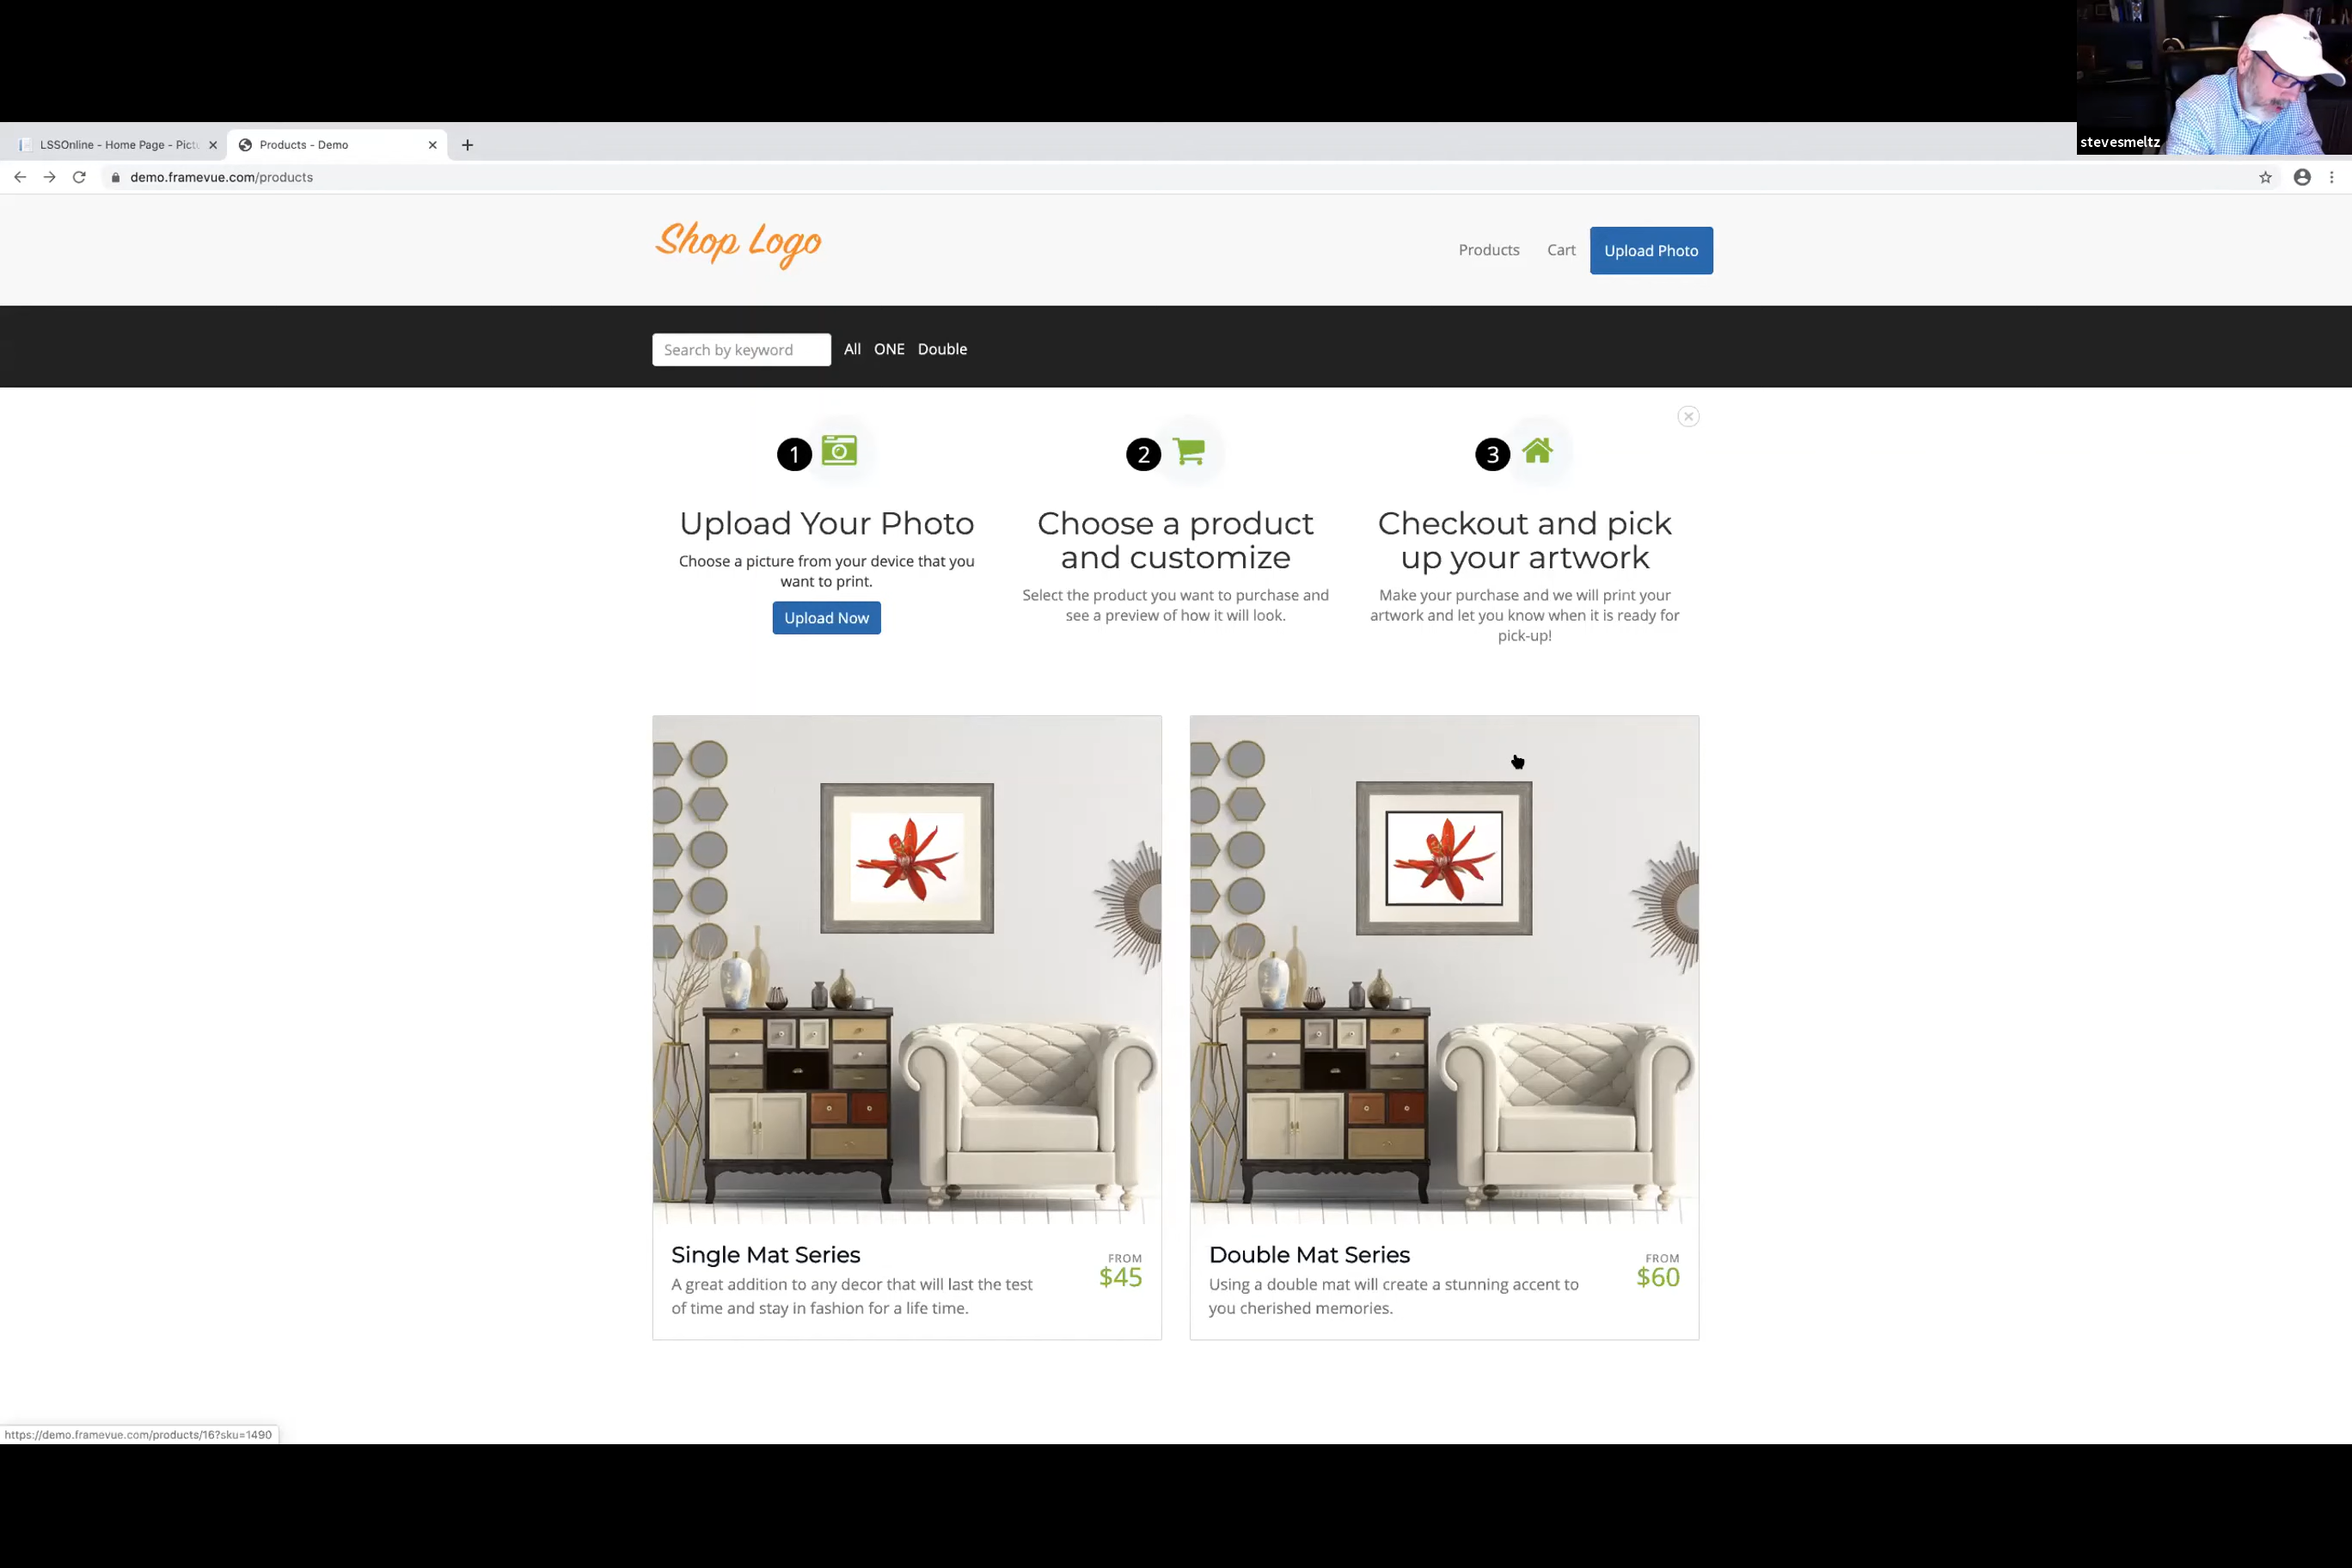 stevesmeltz
LSSOnline - Home Page - Pictu
Products - Demo
demo.framevue.com/products
Shop Logo
Products Cart Upload Photo
Search by keyword All ONE Double
1 2 3
Upload Your Photo
Choose a picture from your device that you
want to print.
Upload Now
Choose a product
and customize
Select the product you want to purchase and
see a preview of how it will look.
Checkout and pick
up your artwork
Make your purchase and we will print your
artwork and let you know when it is ready for
pick-up!
Single Mat Series
A great addition to any decor that will last the test
of time and stay in fashion for a life time.
FROM
$45
Double Mat Series
Using a double mat will create a stunning accent to
you cherished memories.
FROM
$60
https://demo.framevue.com/products/16?sku=1490